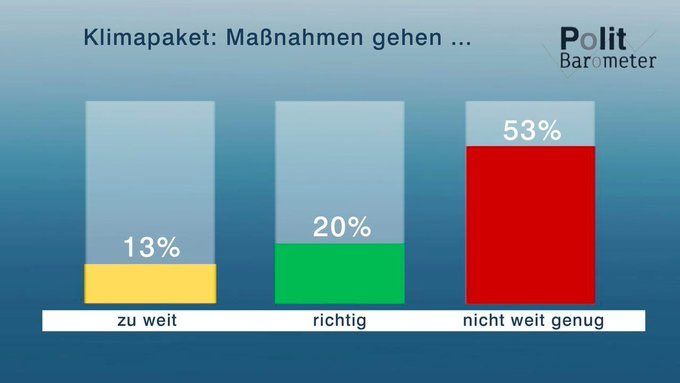 Klimapaket: Maßnahmen gehen ...
Polit
Barometer
13%
20%
53%
zu weit
richtig
nicht weit genug